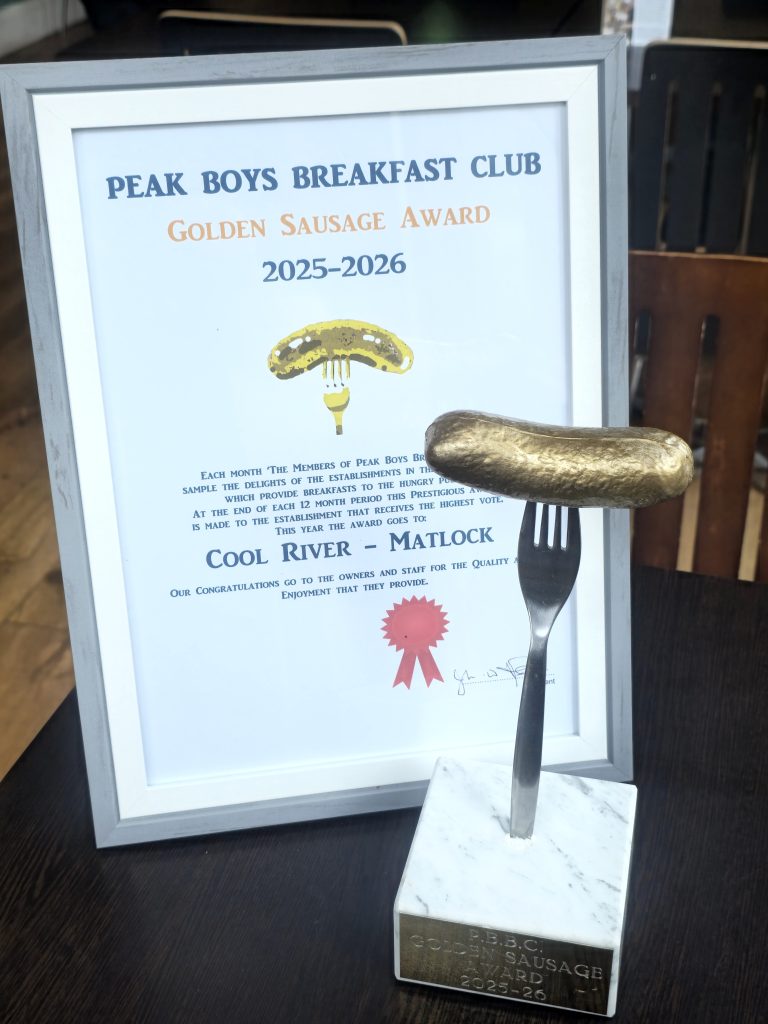 PEAK BOYS BREAKFAST CLUB
GOLDEN SAUSAGE AWARD
2025-2026
EACH MONTH 'THE MEMBERS OF PEAK BOYS
SAMPLE THE DELIGHTS OF THE ESTABLISHMENTS IN
WHICH PROVIDE BREAKFASTS TO THE HUNGRY
AT THE END OF EACH 12 MONTH PERIOD THIS PRESTIGIOUS
IS MADE TO THE ESTABLISHMENT THAT RECEIVES THE HIGHEST VOTE.
THIS YEAR THE AWARD GOES TO:
COOL RIVER – MATLOCK
OUR CONGRATULATIONS GO TO THE OWNERS AND STAFF FOR THE QUALITY
ENJOYMENT THAT THEY PROVIDE.
P.B.B.C.
GOLDEN SAUSAGE
AWARD
2025-26